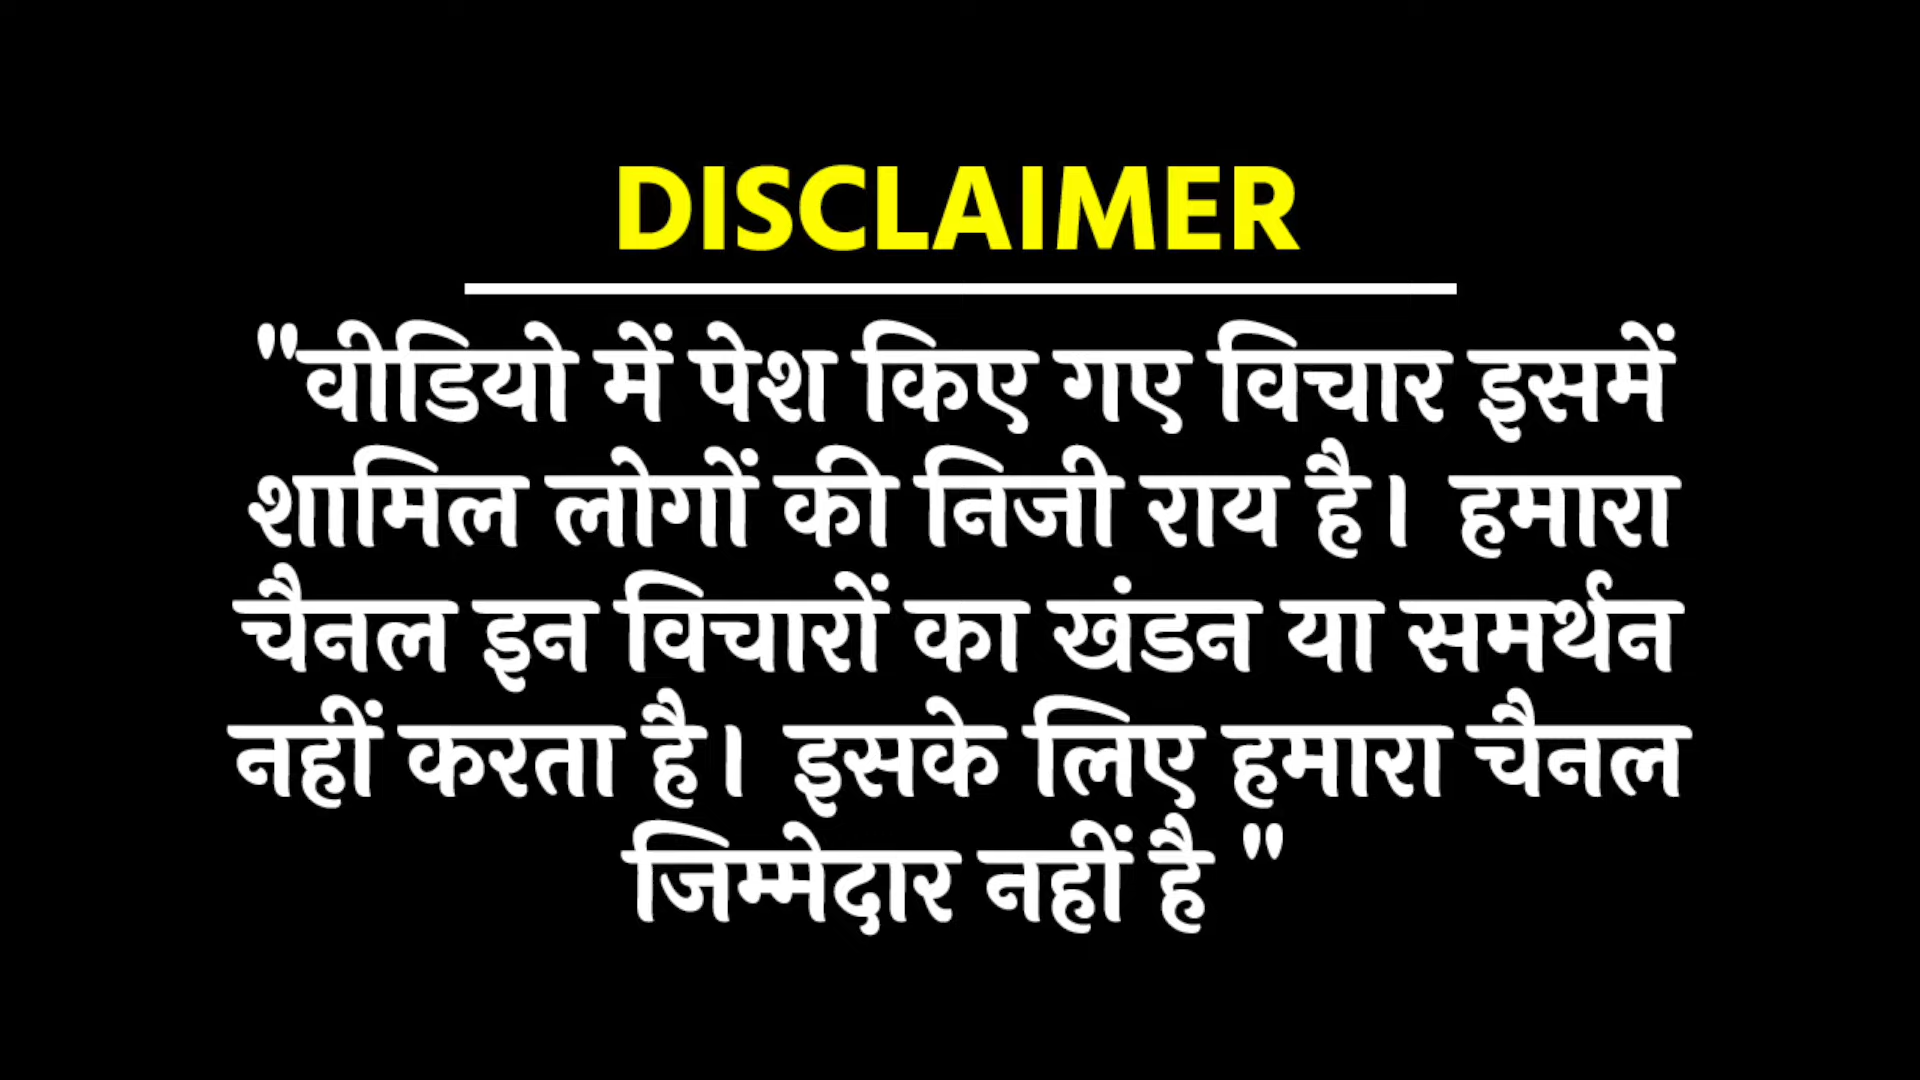 DISCLAIMER
"वीडियो में पेश किए गए विचार इसमें
शामिल लोगों की निजी राय है। हमारा
चैनल इन विचारों का खंडन या समर्थन
नहीं करता है। इसके लिए हमारा चैनल
जिम्मेदार नहीं है "